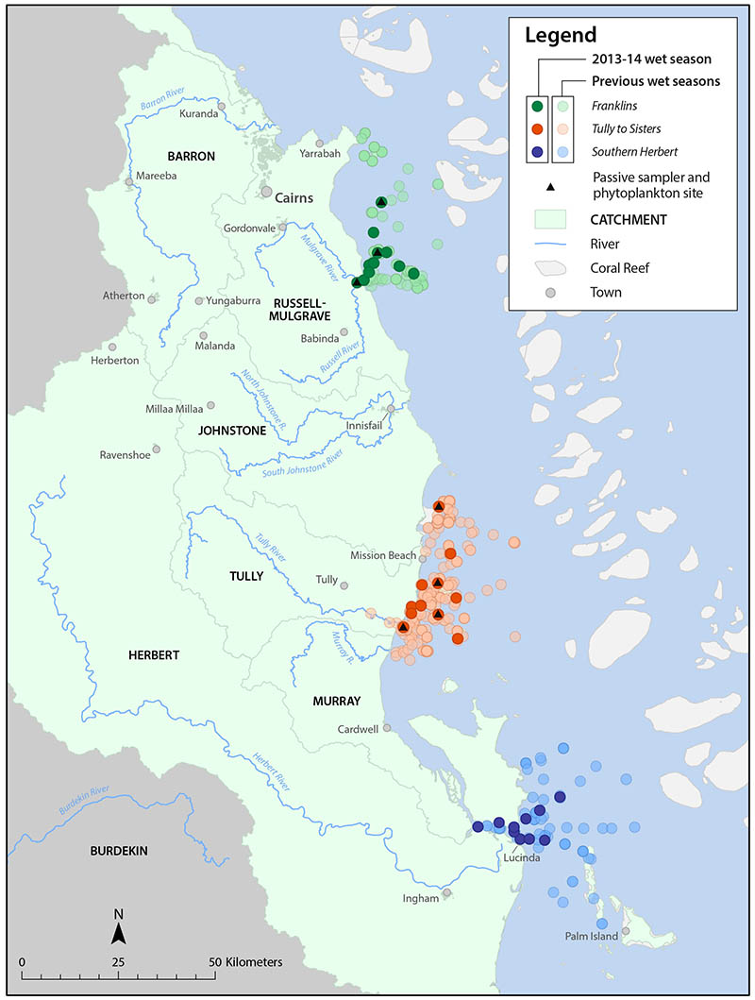 Legend
2013-14 wet season
Previous wet seasons
Franklins
Tully to Sisters
Southern Herbert
Passive sampler and
phytoplankton site
CATCHMENT
River
Coral Reef
Town
Barron River
Kuranda
BARRON
Yarrabah
Mareeba
Cairns
Gordonvale
Mulgrave River
Atherton
Yungaburra
RUSSELL-
MULGRAVE
Babinda
Malanda
Herberton
Russell River
North Johnstone R.
Millaa Millaa
JOHNSTONE
Innisfail
Ravenshoe
South Johnstone River
Tully River
Mission Beach
TULLY
Tully
HERBERT
Murray R.
MURRAY
Cardwell
Herbert River
Burdekin River
BURDEKIN
Lucinda
Ingham
Palm Island
N
0 25 50 Kilometers